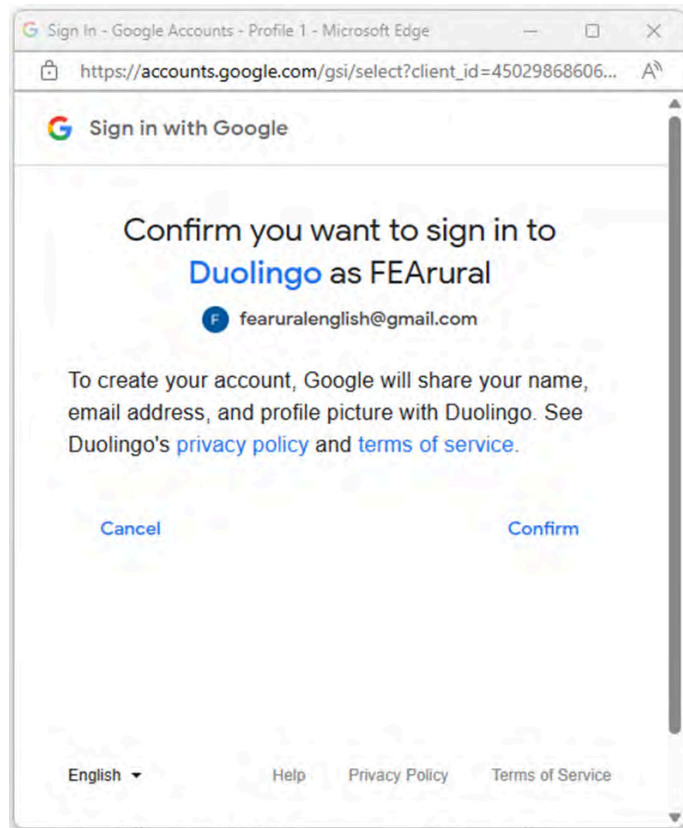 Sign In - Google Accounts - Profile 1 - Microsoft Edge
https://accounts.google.com/gsi/select?client_id=45029868606...
Sign in with Google
Confirm you want to sign in to
Duolingo as FEArural
F fearuralenglish@gmail.com
To create your account, Google will share your name,
email address, and profile picture with Duolingo. See
Duolingo's privacy policy and terms of service.
Cancel Confirm
English Help Privacy Policy Terms of Service